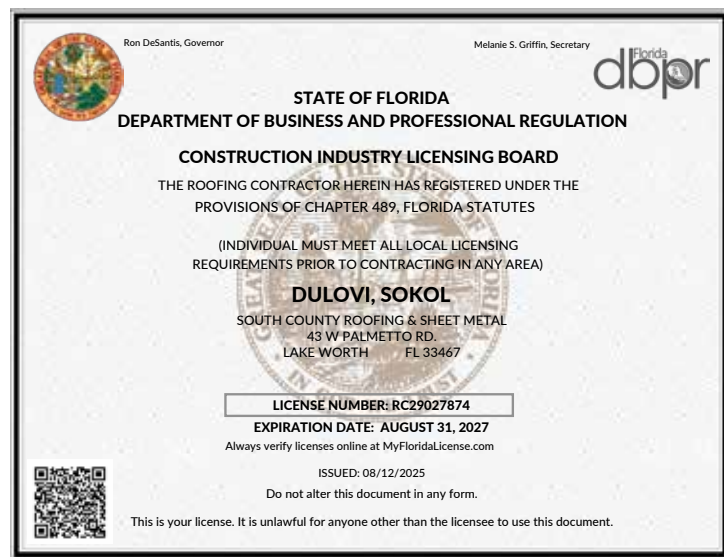 Ron DeSantis, Governor
Melanie S. Griffin, Secretary
Florida
dbpr
STATE OF FLORIDA
DEPARTMENT OF BUSINESS AND PROFESSIONAL REGULATION
CONSTRUCTION INDUSTRY LICENSING BOARD
THE ROOFING CONTRACTOR HEREIN HAS REGISTERED UNDER THE
PROVISIONS OF CHAPTER 489, FLORIDA STATUTES
(INDIVIDUAL MUST MEET ALL LOCAL LICENSING
REQUIREMENTS PRIOR TO CONTRACTING IN ANY AREA)
DULOVI, SOKOL
SOUTH COUNTY ROOFING & SHEET METAL
43 W PALMETTO RD.
LAKE WORTH FL 33467
LICENSE NUMBER: RC29027874
EXPIRATION DATE: AUGUST 31, 2027
Always verify licenses online at MyFloridaLicense.com
ISSUED: 08/12/2025
Do not alter this document in any form.
This is your license. It is unlawful for anyone other than the licensee to use this document.